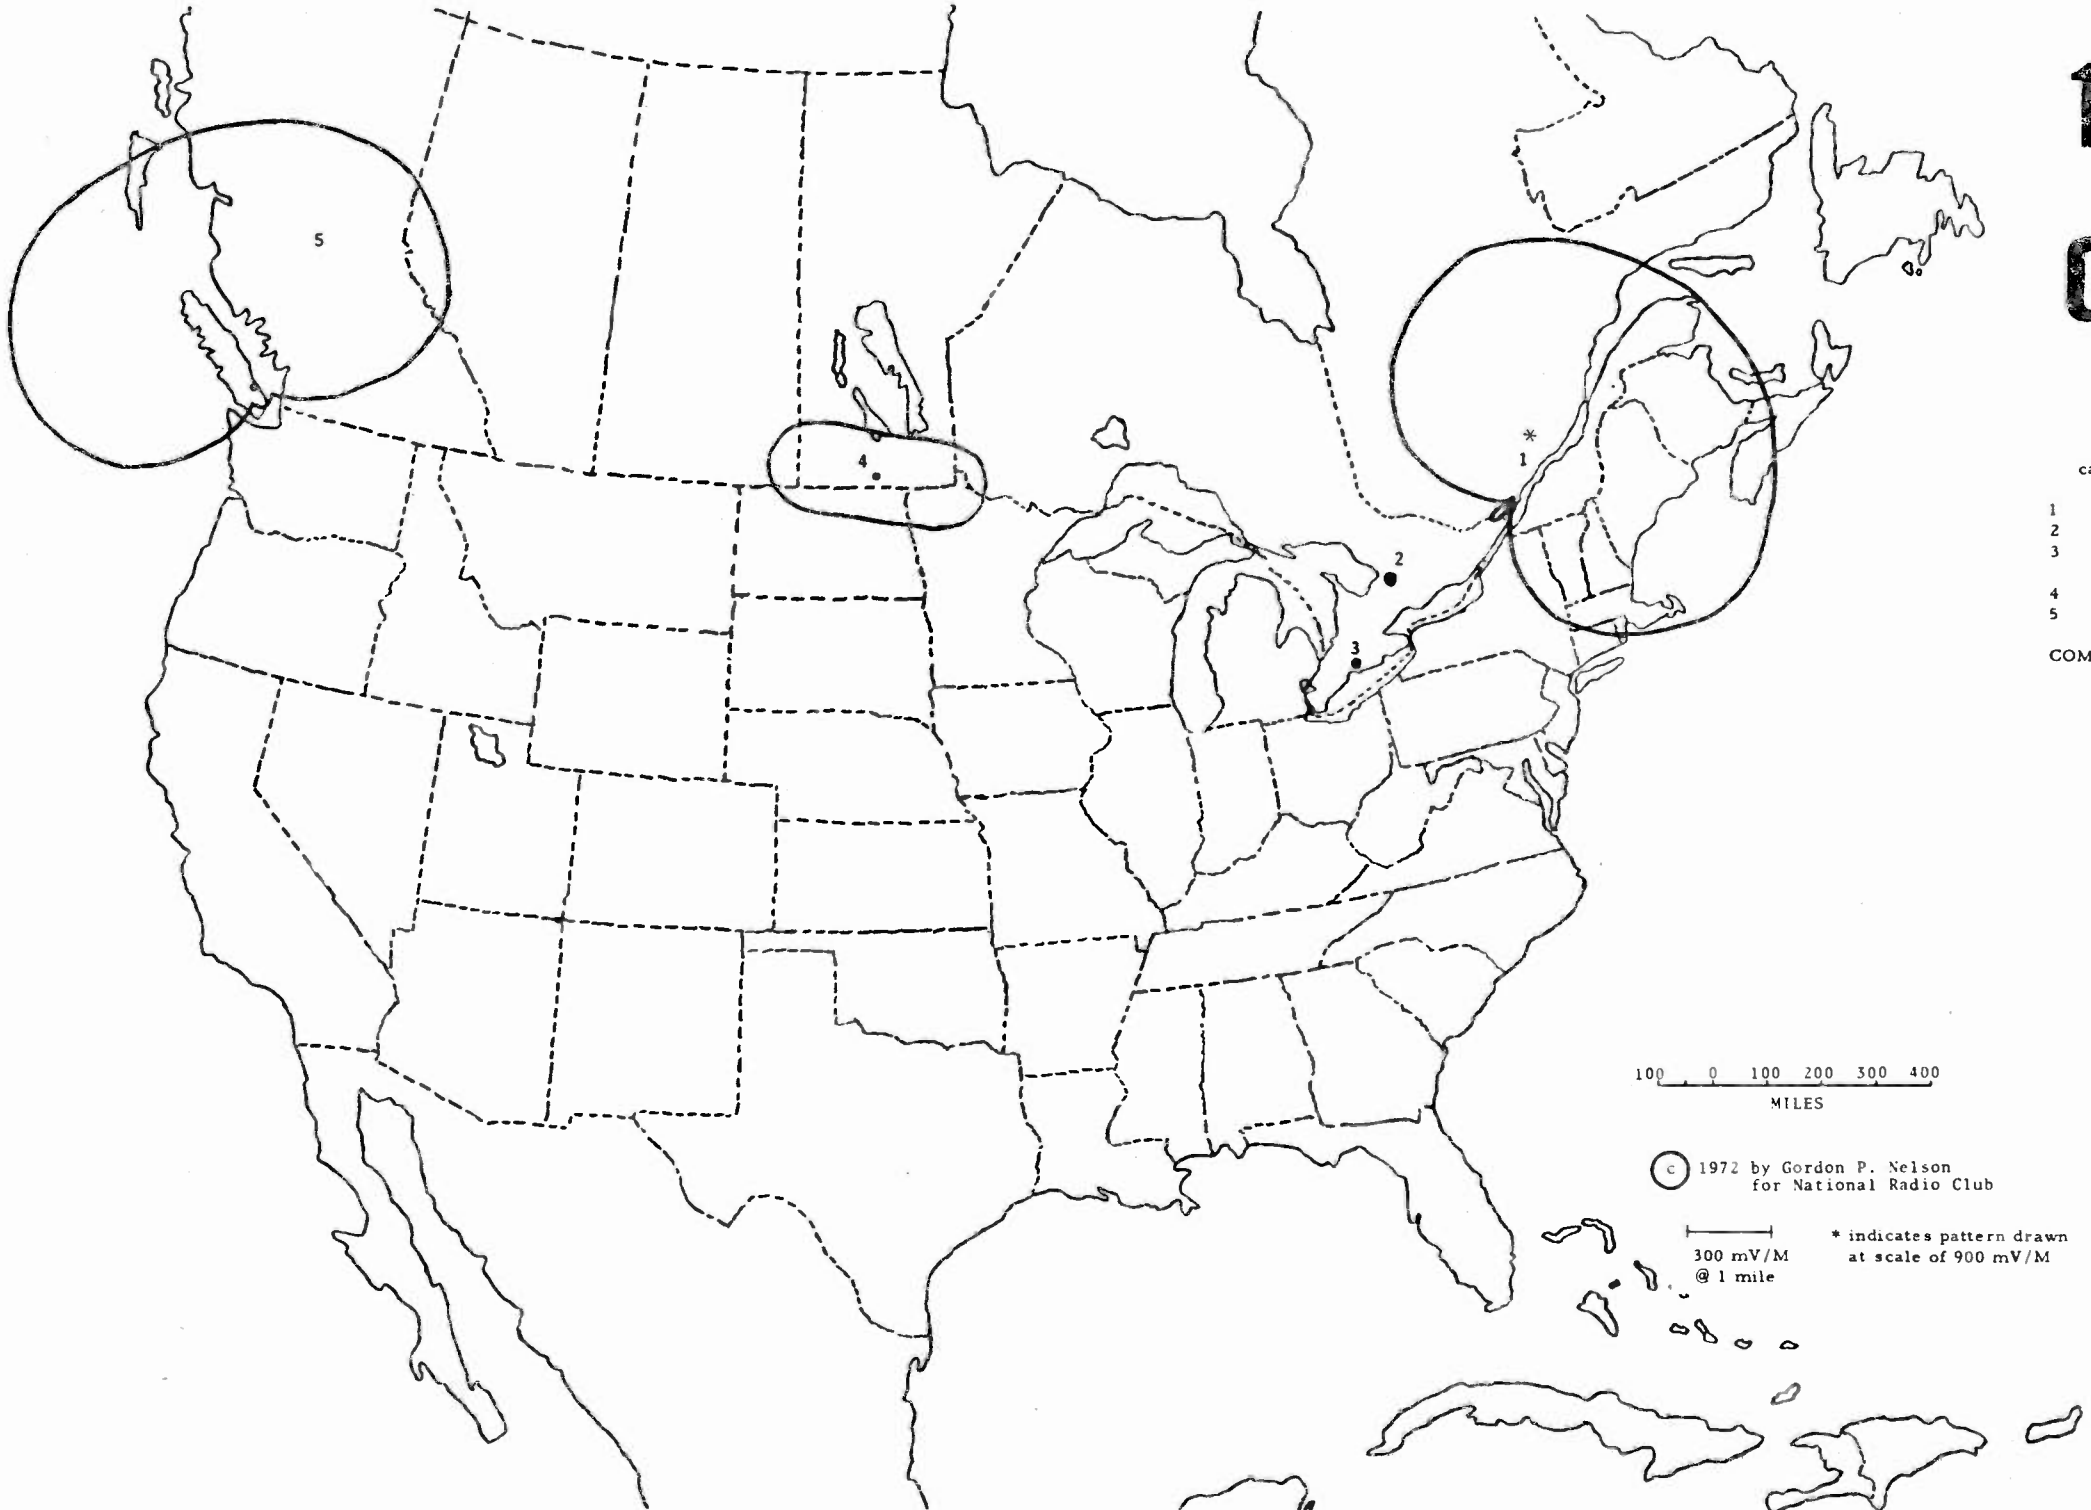 1
0
5
4
*
1
2
3
ca
1
2
3
4
5
COM
100 0 100 200 300 400
MILES
c 1972 by Gordon P. Nelson
for National Radio Club
300 mV/M
@ 1 mile
* indicates pattern drawn
at scale of 900 mV/M